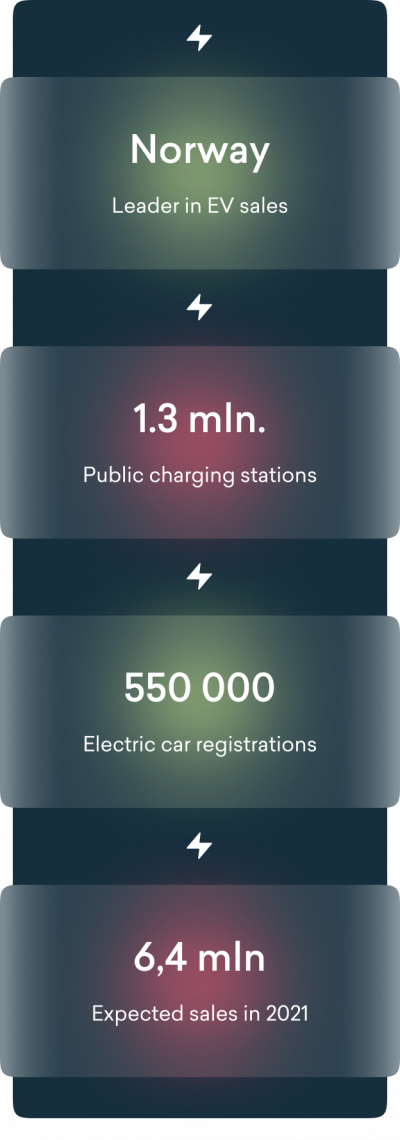 Norway
Leader in EV sales
1.3 mln.
Public charging stations
550 000
Electric car registrations
6,4 mln
Expected sales in 2021